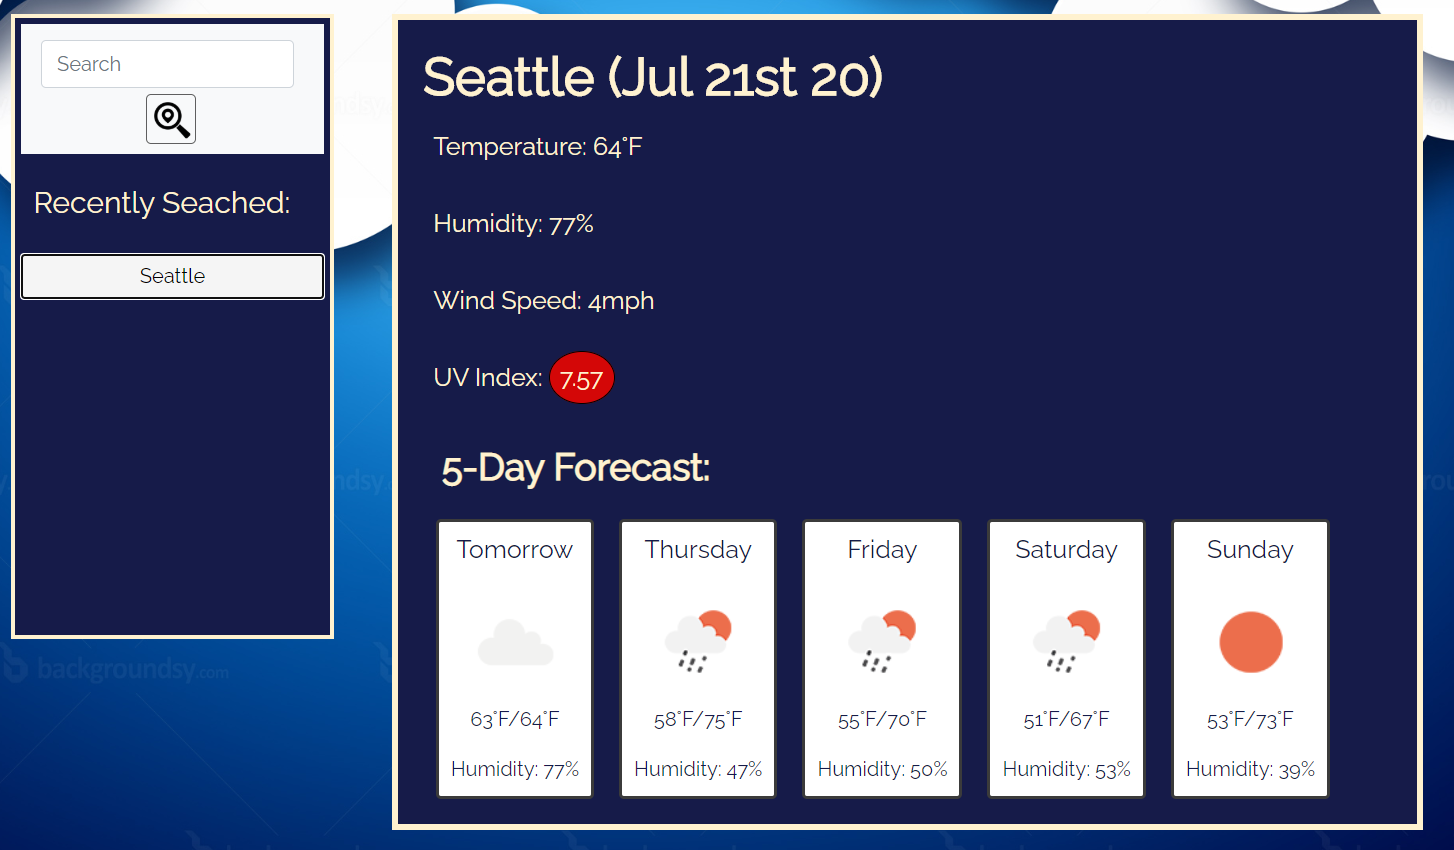 Search
Recently Seached:
Seattle
Seattle (Jul 21st 20)
Temperature: 64°F
Humidity: 77%
Wind Speed: 4mph
UV Index: 7.57
5-Day Forecast:
Tomorrow
63°F/64°F
Humidity: 77%
Thursday
58°F/75°F
Humidity: 47%
Friday
55°F/70°F
Humidity: 50%
Saturday
51°F/67°F
Humidity: 53%
Sunday
53°F/73°F
Humidity: 39%
backgroundsy.com